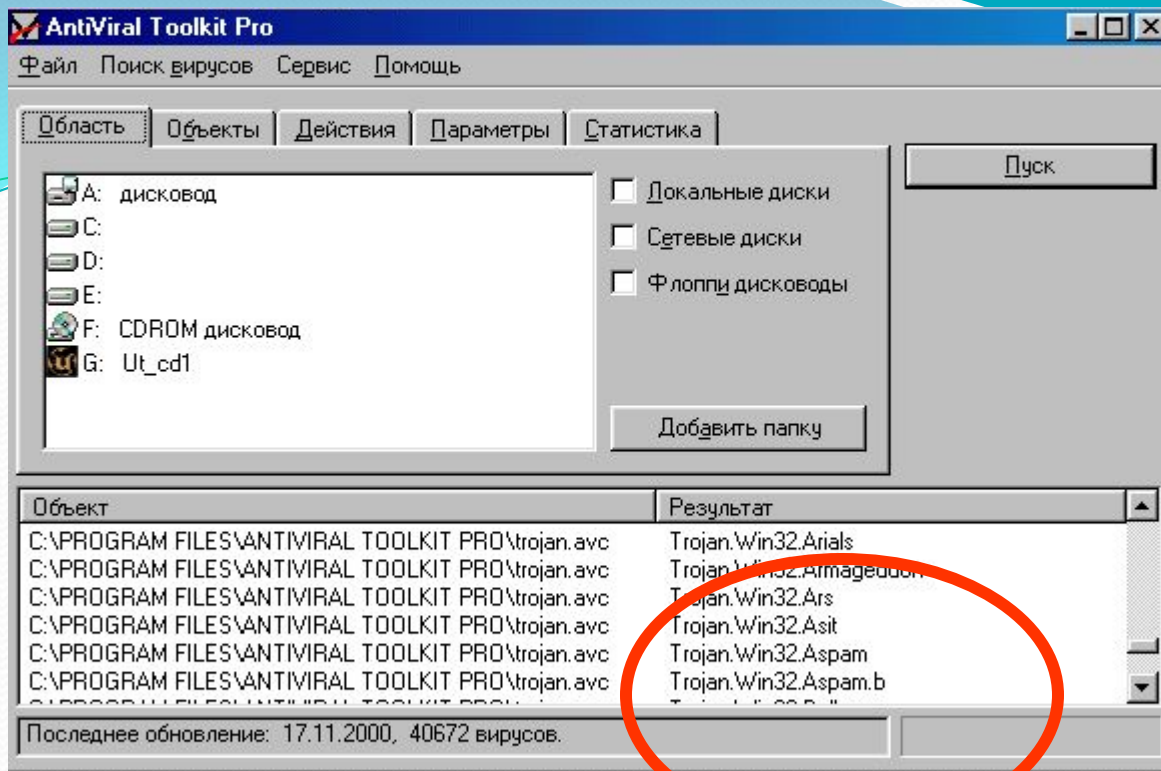 AntiViral Toolkit Pro
Файл Поиск вирусов Сервис Помощь
Область Объекты Действия Параметры Статистика
Пуск
A: дисковод
C:
D:
E:
F: CDROM дисковод
G: Ut_cd1
Локальные диски
Сетевые диски
Флоппи дисководы
Добавить папку
Объект Результат
C:\PROGRAM FILES\ANTIVIRAL TOOLKIT PRO\trojan.avc Trojan.Win32.Arials
C:\PROGRAM FILES\ANTIVIRAL TOOLKIT PRO\trojan.avc Trojan.Win32.Armageddon
C:\PROGRAM FILES\ANTIVIRAL TOOLKIT PRO\trojan.avc Trojan.Win32.Ars
C:\PROGRAM FILES\ANTIVIRAL TOOLKIT PRO\trojan.avc Trojan.Win32.Asit
C:\PROGRAM FILES\ANTIVIRAL TOOLKIT PRO\trojan.avc Trojan.Win32.Aspam
C:\PROGRAM FILES\ANTIVIRAL TOOLKIT PRO\trojan.avc Trojan.Win32.Aspam.b
Последнее обновление: 17.11.2000, 40672 вирусов.